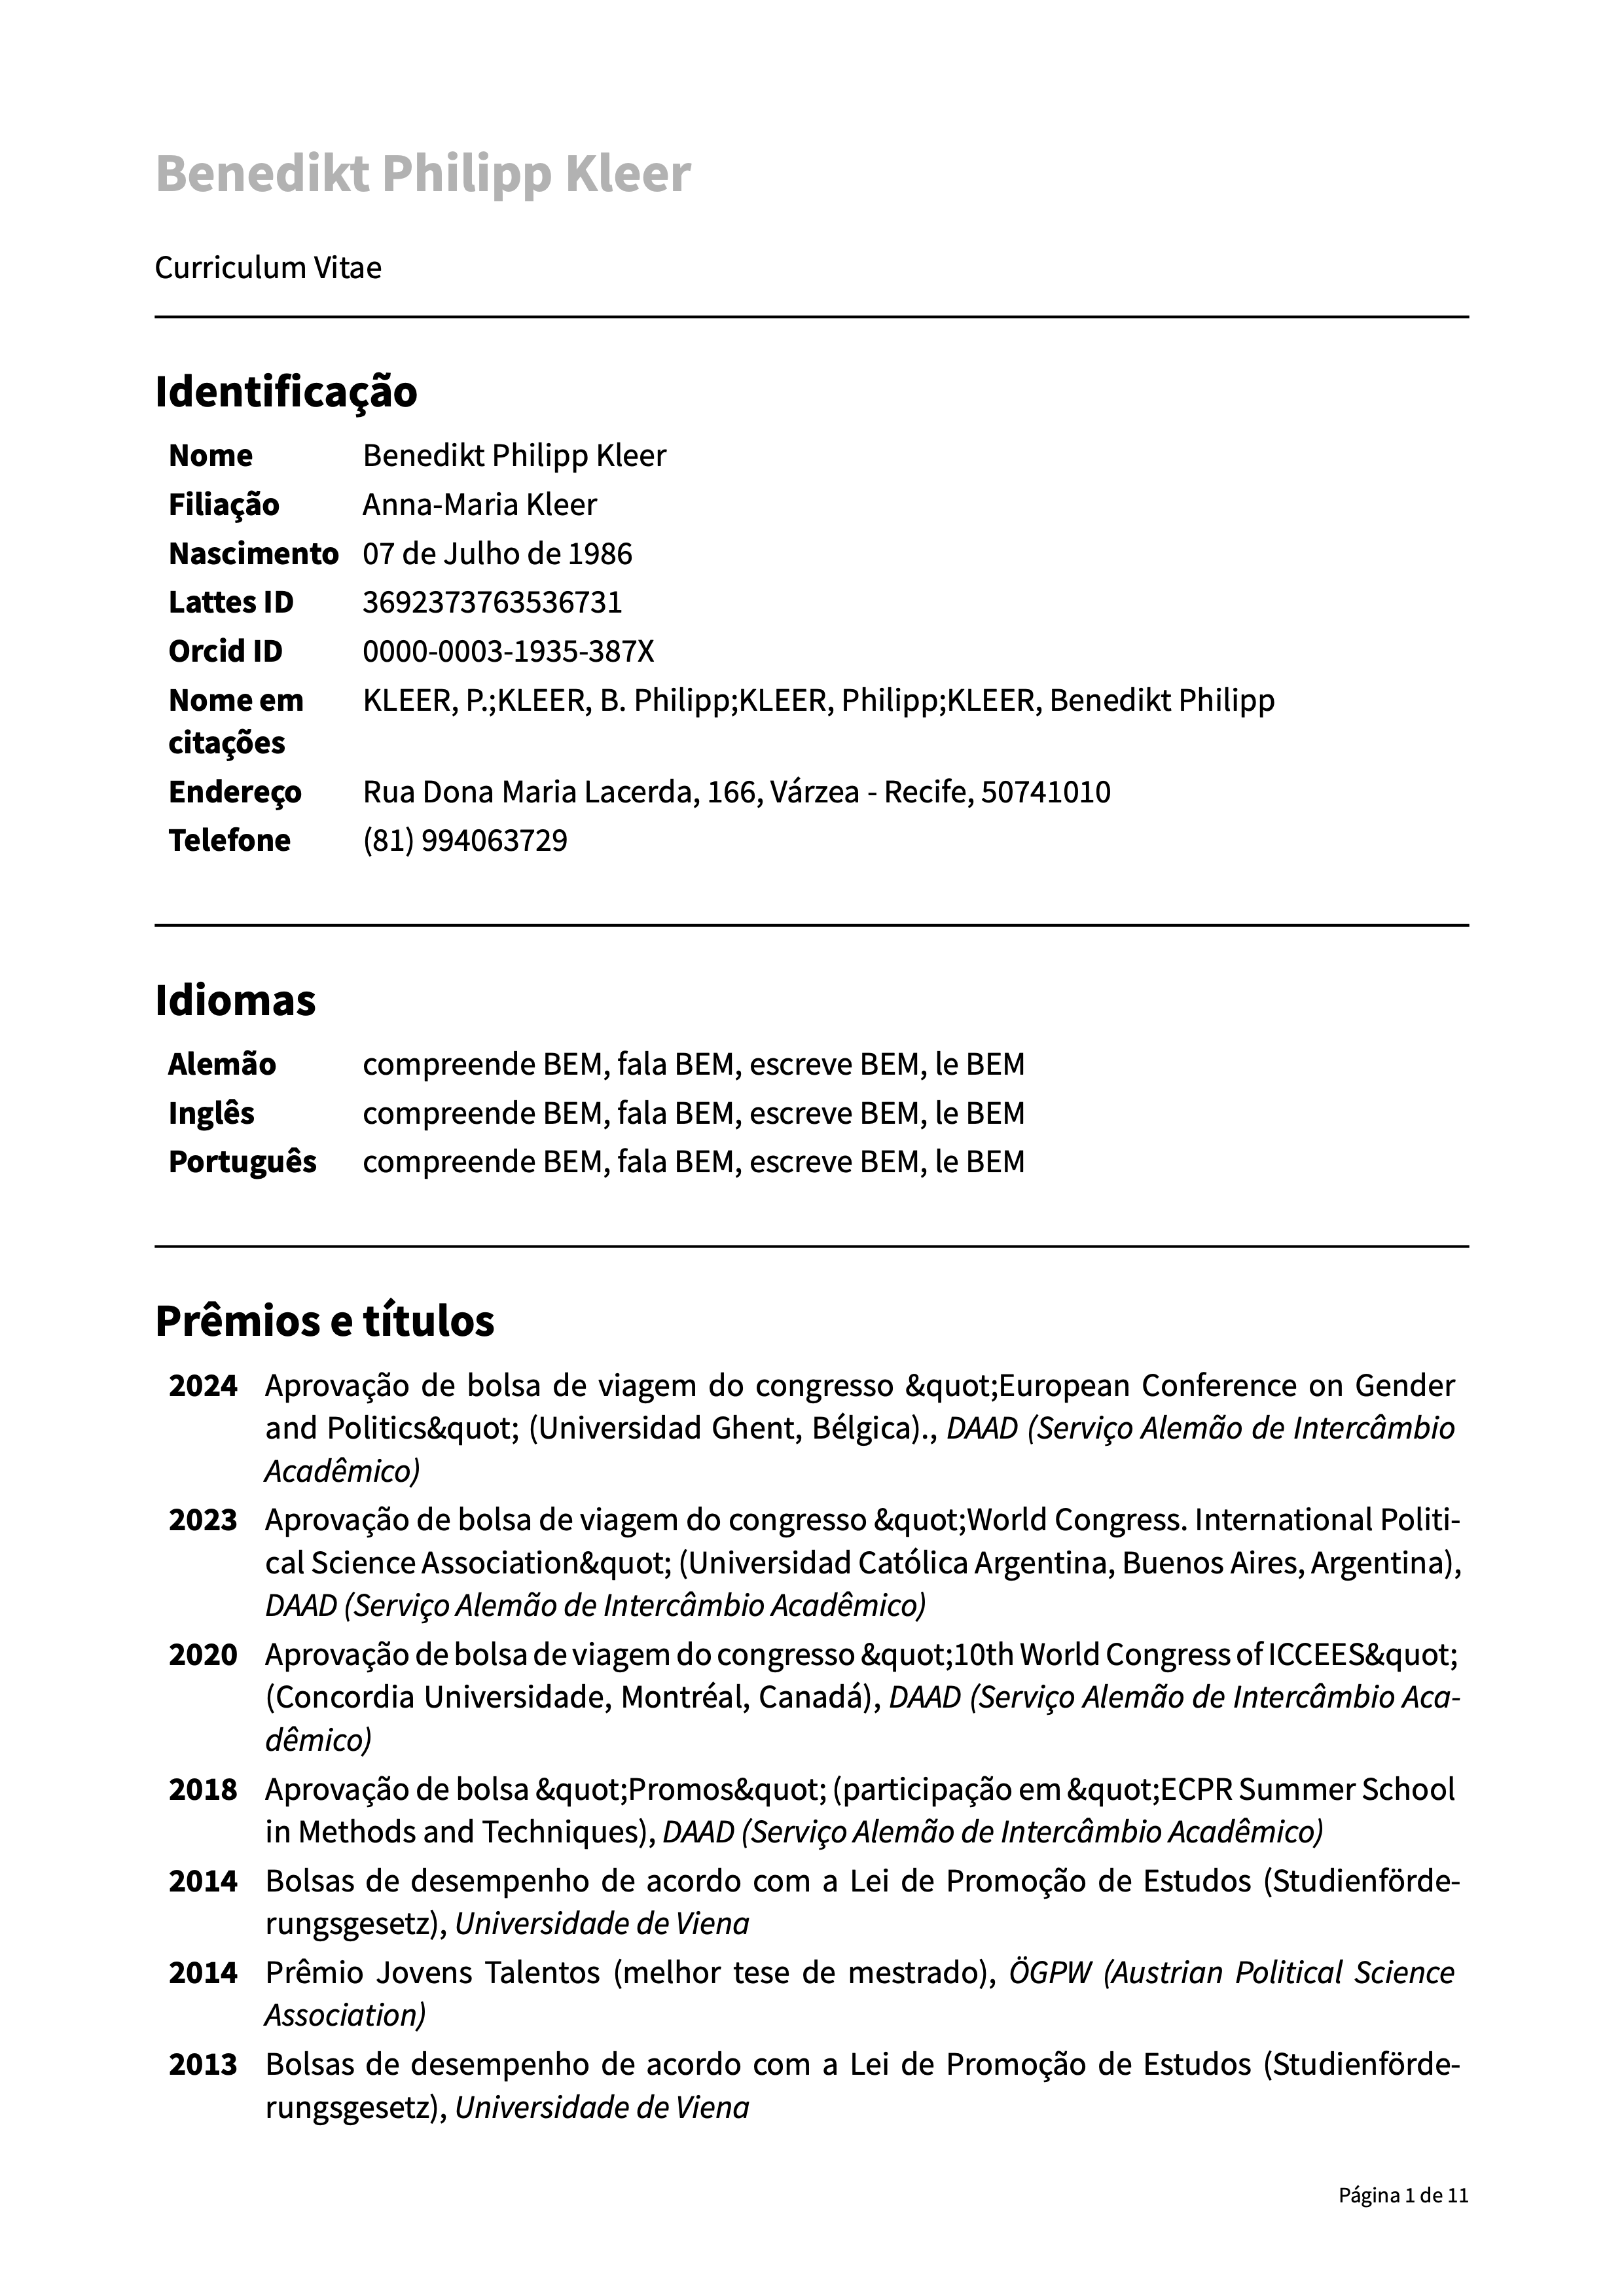 Benedikt Philipp Kleer
Curriculum Vitae
Identificação
Nome Benedikt Philipp Kleer
Filiação Anna-Maria Kleer
Nascimento 07 de Julho de 1986
Lattes ID 3692373763536731
Orcid ID 0000-0003-1935-387X
Nome em KLEER, P.;KLEER, B. Philipp;KLEER, Philipp;KLEER, Benedikt Philipp
citações
Endereço Rua Dona Maria Lacerda, 166, Várzea - Recife, 50741010
Telefone (81) 994063729
Idiomas
Alemão compreende BEM, fala BEM, escreve BEM, le BEM
Inglês compreende BEM, fala BEM, escreve BEM, le BEM
Português compreende BEM, fala BEM, escreve BEM, le BEM
Prêmios e títulos
2024 Aprovação de bolsa de viagem do congresso &quot;European Conference on Gender
and Politics&quot; (Universidad Ghent, Bélgica)., DAAD (Serviço Alemão de Intercâmbio
Acadêmico)
2023 Aprovação de bolsa de viagem do congresso &quot;World Congress. International Politi-
cal Science Association&quot; (Universidad Católica Argentina, Buenos Aires, Argentina),
DAAD (Serviço Alemão de Intercâmbio Acadêmico)
2020 Aprovação de bolsa de viagem do congresso &quot;10th World Congress of ICCEES&quot;
(Concordia Universidade, Montréal, Canadá), DAAD (Serviço Alemão de Intercâmbio Aca-
dêmico)
2018 Aprovação de bolsa &quot;Promos&quot; (participação em &quot;ECPR Summer School
in Methods and Techniques), DAAD (Serviço Alemão de Intercâmbio Acadêmico)
2014 Bolsas de desempenho de acordo com a Lei de Promoção de Estudos (Studienförde-
rungsgesetz), Universidade de Viena
2014 Prêmio Jovens Talentos (melhor tese de mestrado), ÖGPW (Austrian Political Science
Association)
2013 Bolsas de desempenho de acordo com a Lei de Promoção de Estudos (Studienförde-
rungsgesetz), Universidade de Viena
Página 1 de 11